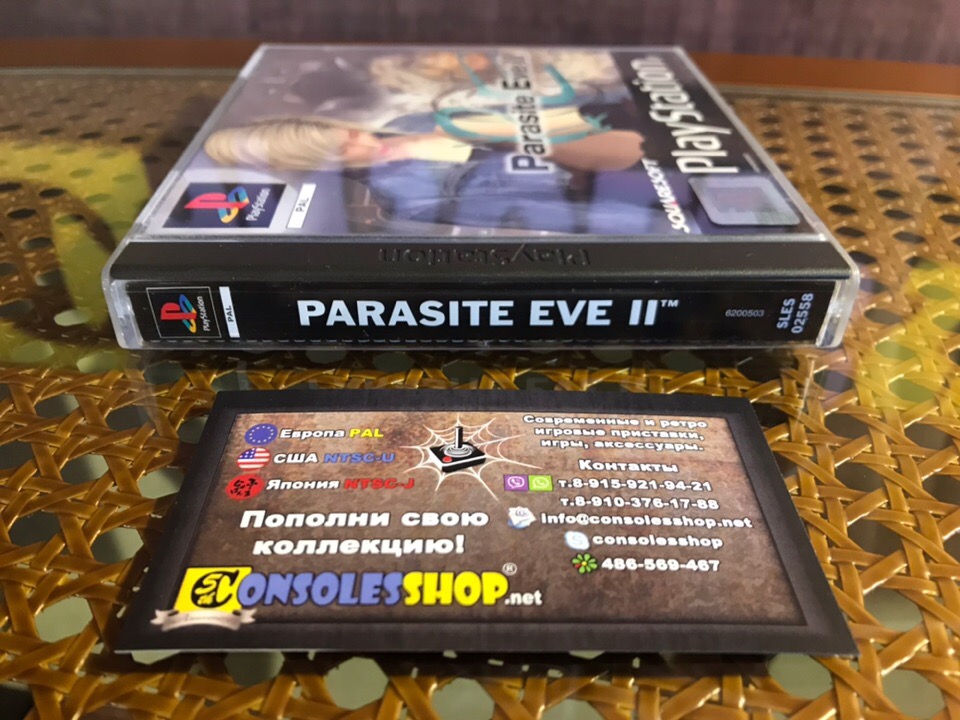 Parasite Eve
PlayStation
SQUARESOFT
PlayStation
PAL
PlayStation
PlayStation
PAL
PARASITE EVE II™
6200503
SLES
02558
Европа PAL
США NTSC-U
Япония NTSC-J
Пополни свою
коллекцию!
CONSOLESSHOP®.net
Современные и ретро
игровые приставки,
игры, аксессуары.
Контакты
т.8-915-921-94-21
т.8-910-376-17-88
info@consolesshop.net
consolesshop
486-569-467